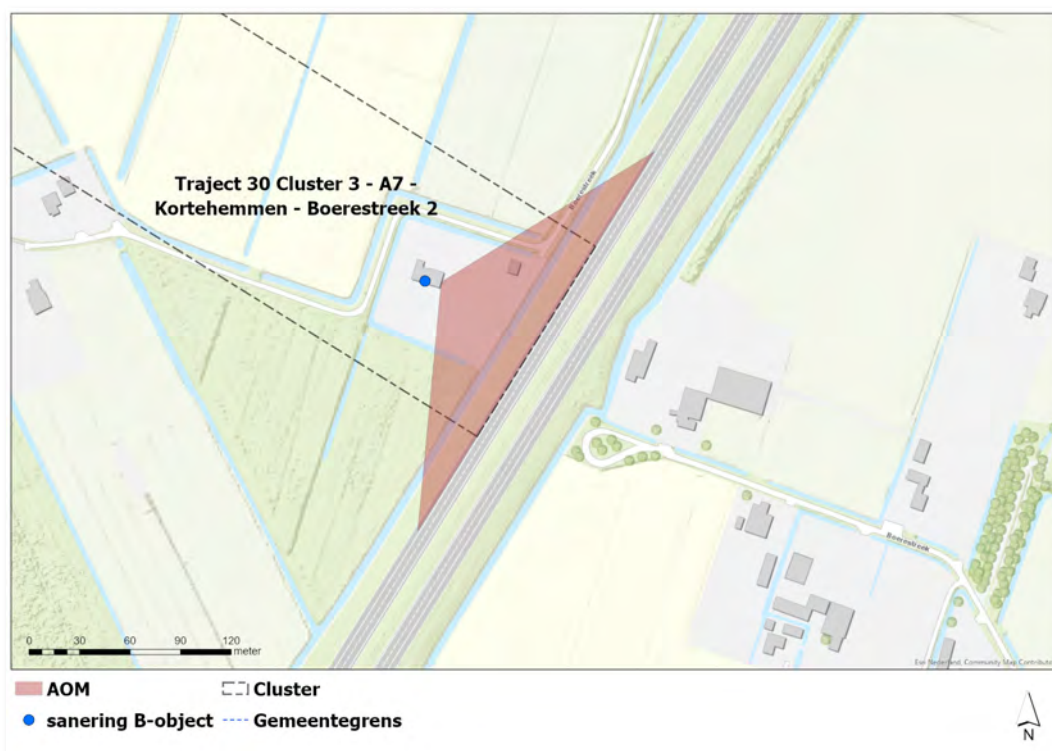 Traject 30 Cluster 3 - A7 -
Kortehemmen - Boerestreek 2
Boerestreek
Boerestreek
0 30 60 90 120
meter
Esri Nederland, Community Map Contributors
AOM
Cluster
sanering B-object
Gemeentegrens
N